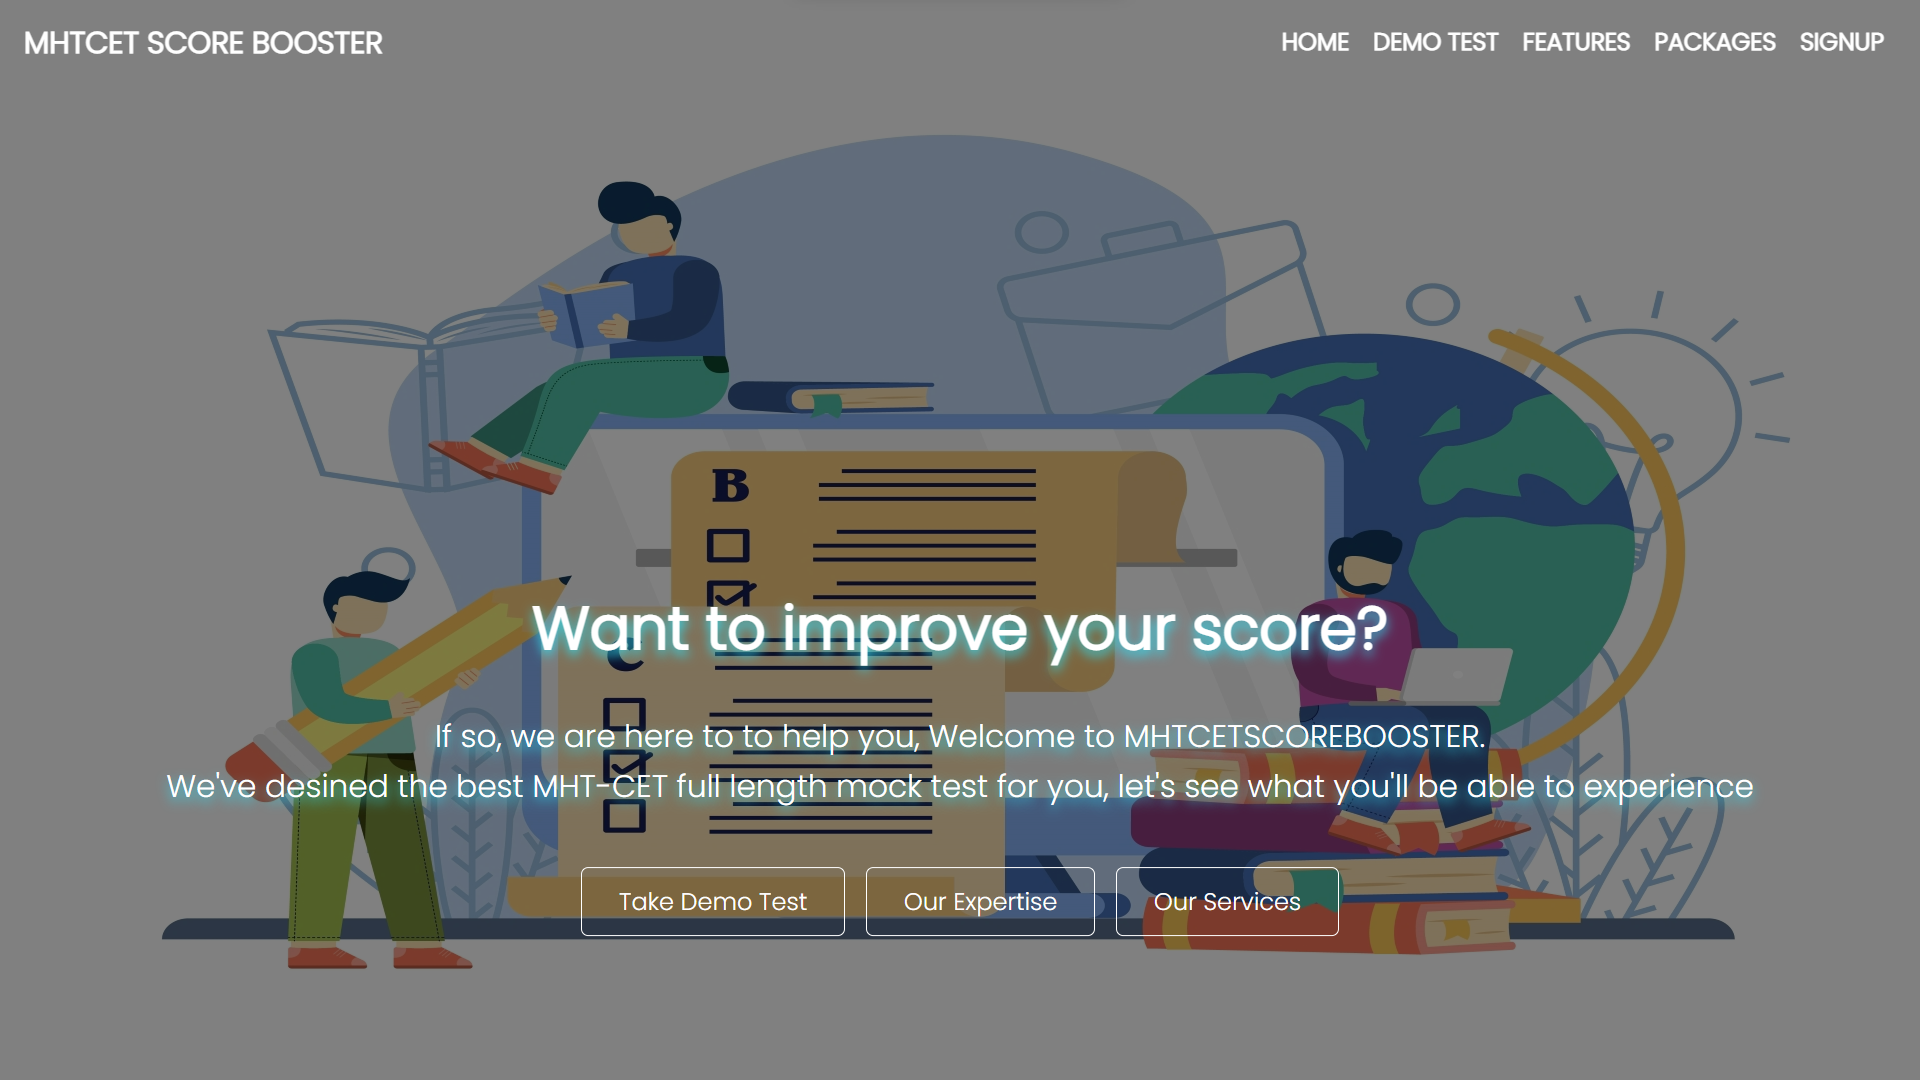 MHTCET SCORE BOOSTER
HOME DEMO TEST FEATURES PACKAGES SIGNUP
B
C
Want to improve your score?
If so, we are here to to help you, Welcome to MHTCETSCOREBOOSTER.
We've desined the best MHT-CET full length mock test for you, let's see what you'll be able to experience
Take Demo Test Our Expertise Our Services